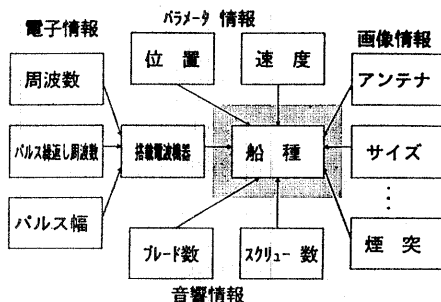 電子情報
パラメータ 情報
画像情報
周波数
位 置
速 度
アンテナ
パルス繰返し周波数
搭載電波機器
船 種
サイズ
パルス幅
ブレード数
スクリュー 数
煙 突
音響情報